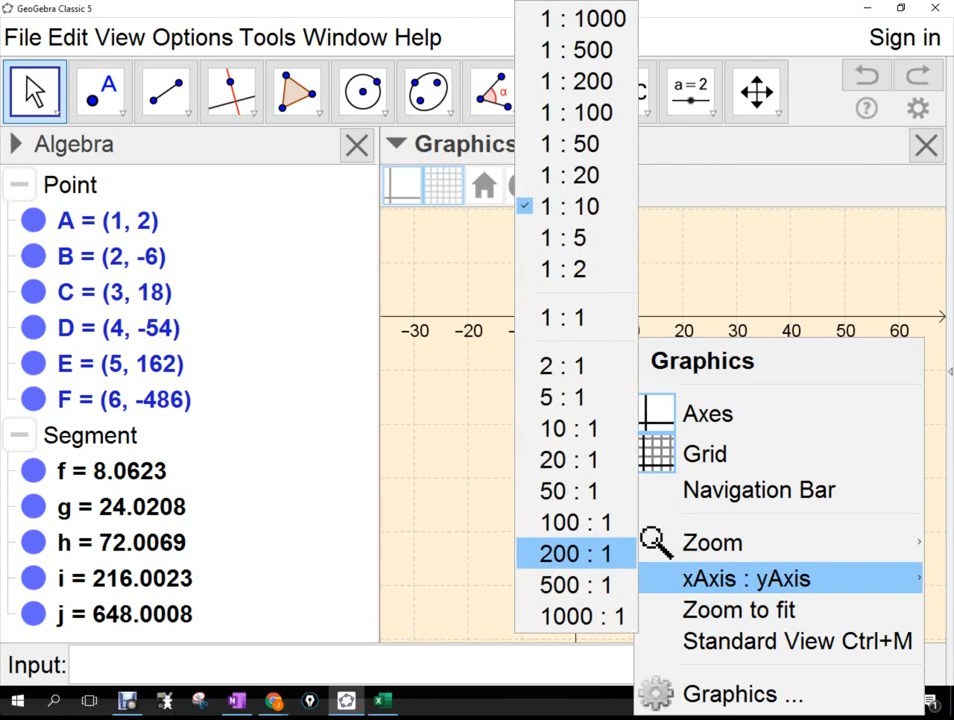 GeoGebra Classic 5
File Edit View Options Tools Window Help
Sign in
A
α
a=2
Algebra
Graphics
Point
A = (1, 2)
B = (2, -6)
C = (3, 18)
D = (4, -54)
E = (5, 162)
F = (6, -486)
Segment
f = 8.0623
g = 24.0208
h = 72.0069
i = 216.0023
j = 648.0008
1 : 1000
1 : 500
1 : 200
1 : 100
1 : 50
1 : 20
1 : 10
1 : 5
1 : 2
1 : 1
2 : 1
5 : 1
10 : 1
20 : 1
50 : 1
100 : 1
200 : 1
500 : 1
1000 : 1
-30 -20 20 30 40 50 60
Graphics
Axes
Grid
Navigation Bar
Zoom
xAxis : yAxis
Zoom to fit
Standard View Ctrl+M
Graphics ...
Input: